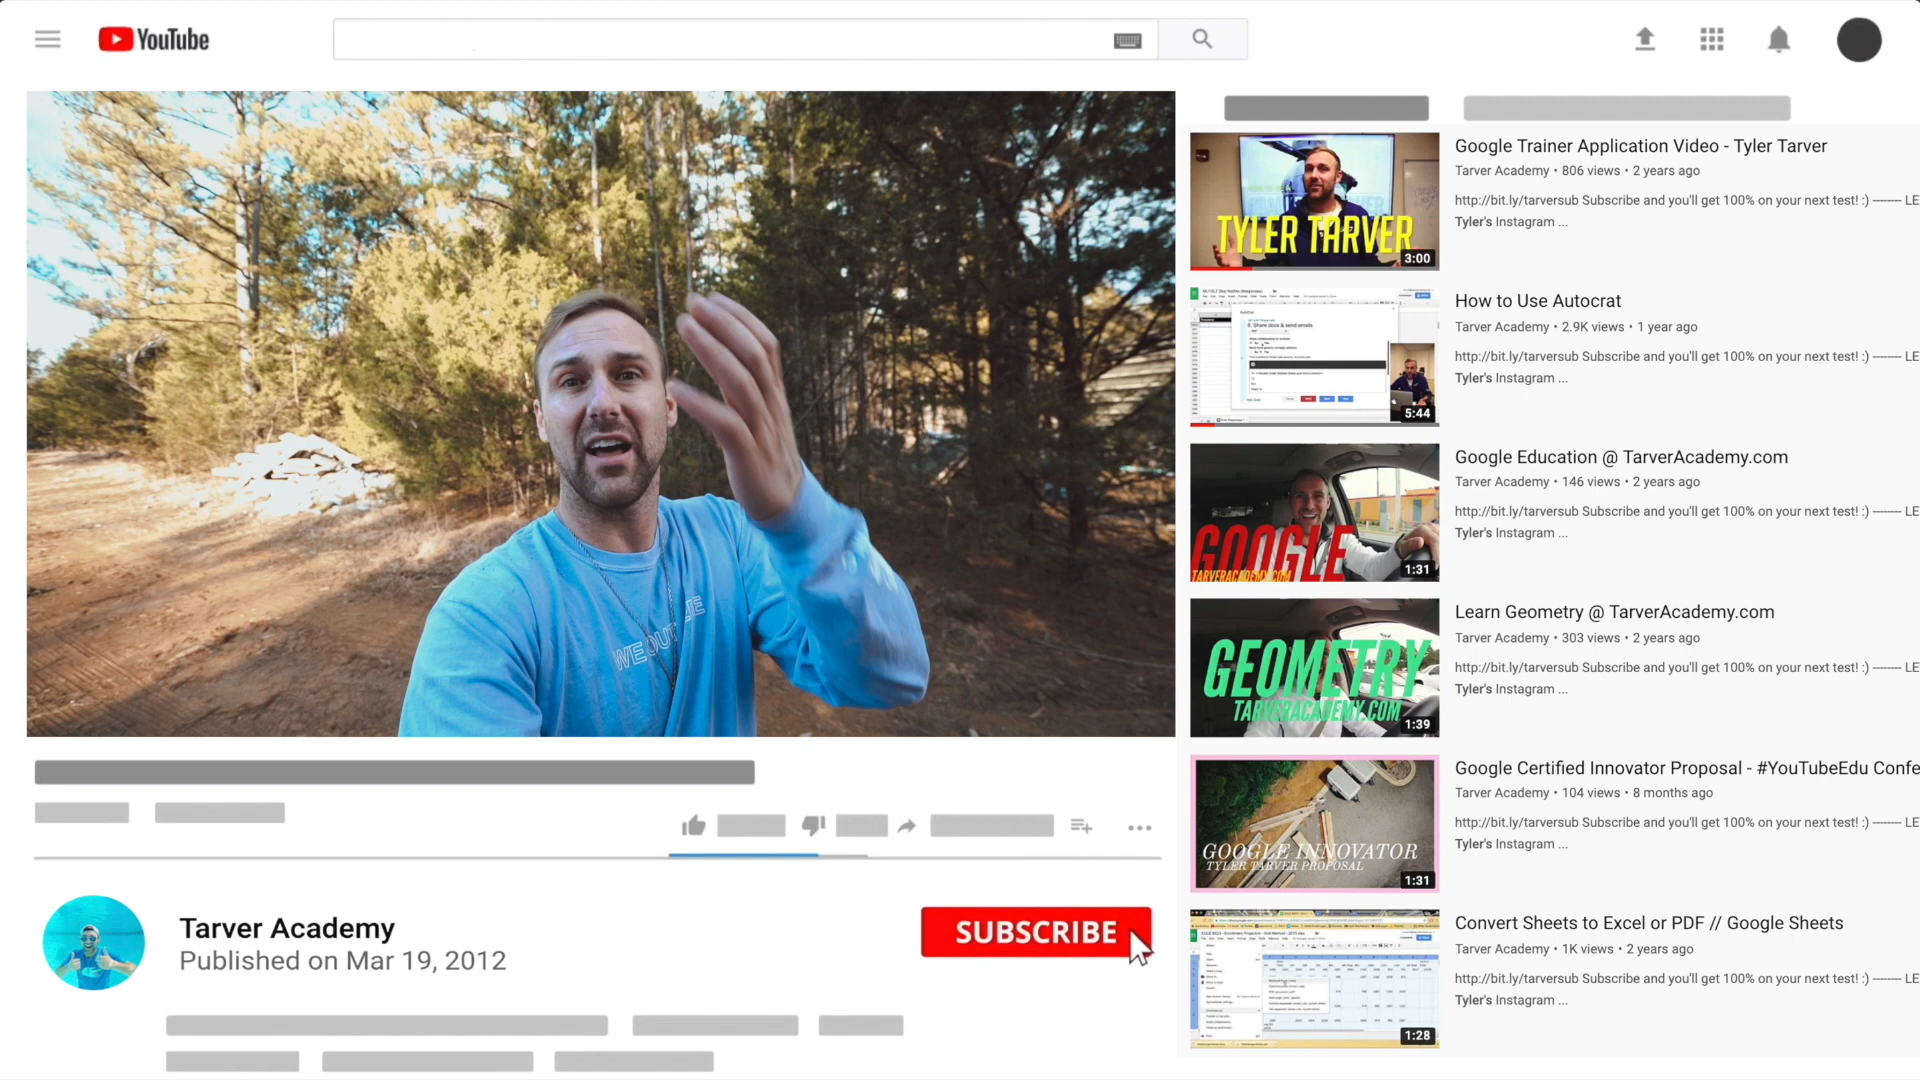 YouTube
WE OUT
TYLER TARVER
3:00
Google Trainer Application Video - Tyler Tarver
Tarver Academy • 806 views • 2 years ago
http://bit.ly/tarversub Subscribe and you'll get 100% on your next test! :) -------- LE
Tyler's Instagram ...
6. Share docs & send emails
5:44
How to Use Autocrat
Tarver Academy • 2.9K views • 1 year ago
http://bit.ly/tarversub Subscribe and you'll get 100% on your next test! :) -------- LE
Tyler's Instagram ...
GOOGLE
TARVERACADEMY.COM
1:31
Google Education @ TarverAcademy.com
Tarver Academy • 146 views • 2 years ago
http://bit.ly/tarversub Subscribe and you'll get 100% on your next test! :) -------- LE
Tyler's Instagram ...
GEOMETRY
TARVERACADEMY.COM
1:39
Learn Geometry @ TarverAcademy.com
Tarver Academy • 303 views • 2 years ago
http://bit.ly/tarversub Subscribe and you'll get 100% on your next test! :) -------- LE
Tyler's Instagram ...
GOOGLE INNOVATOR
TYLER TARVER PROPOSAL
1:31
Google Certified Innovator Proposal - #YouTubeEdu Confe
Tarver Academy • 104 views • 8 months ago
http://bit.ly/tarversub Subscribe and you'll get 100% on your next test! :) -------- LE
Tyler's Instagram ...
1:28
Convert Sheets to Excel or PDF // Google Sheets
Tarver Academy • 1K views • 2 years ago
http://bit.ly/tarversub Subscribe and you'll get 100% on your next test! :) -------- LE
Tyler's Instagram ...
Tarver Academy
Published on Mar 19, 2012
SUBSCRIBE